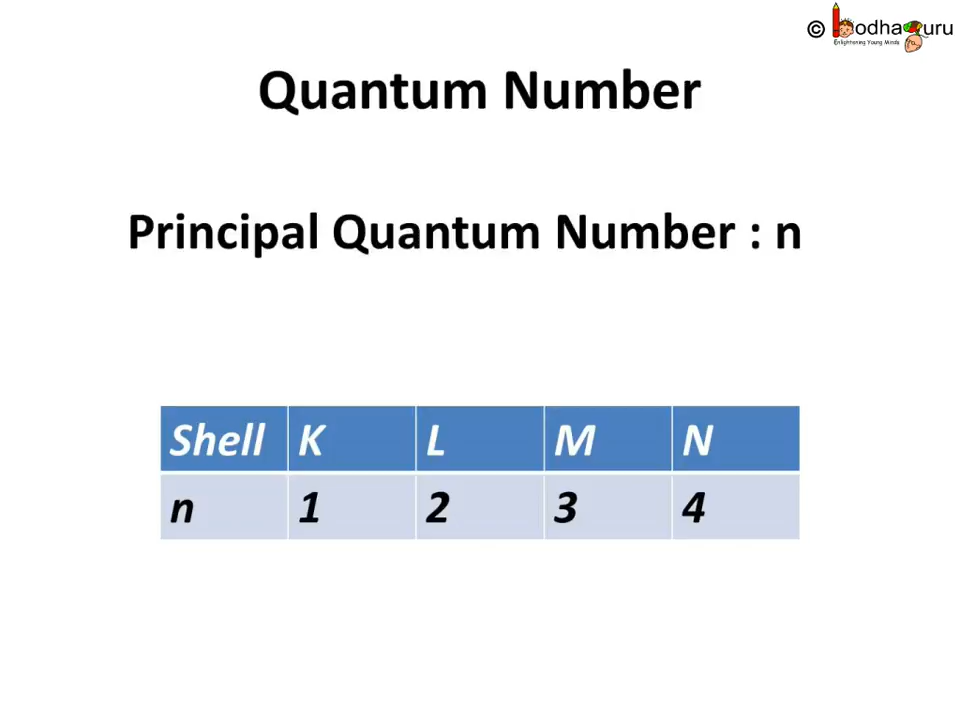 © BodhaGuru
Enlightening Young Minds
Quantum Number
Principal Quantum Number : n
Shell K L M N
n 1 2 3 4